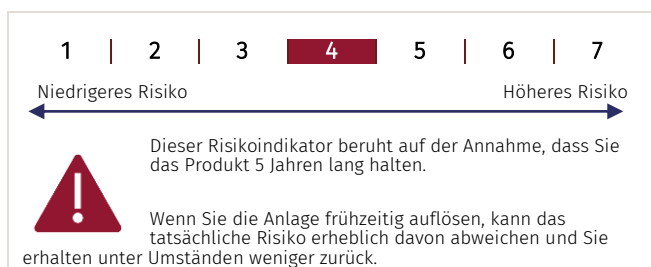 1 | 2 | 3 | 4 | 5 | 6 | 7
Niedrigeres Risiko Höheres Risiko
Dieser Risikoindikator beruht auf der Annahme, dass Sie
das Produkt 5 Jahren lang halten.
Wenn Sie die Anlage frühzeitig auflösen, kann das
tatsächliche Risiko erheblich davon abweichen und Sie
erhalten unter Umständen weniger zurück.